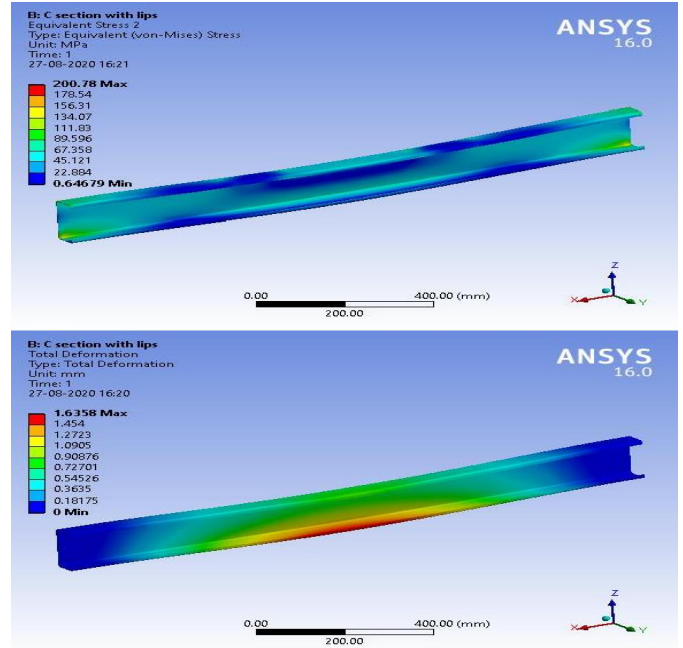 B: C section with lips
Equivalent Stress 2
Type: Equivalent (von-Mises) Stress
Unit: MPa
Time: 1
27-08-2020 16:21
ANSYS
16.0
200.78 Max
178.54
156.31
134.07
111.83
89.596
67.358
45.121
22.884
0.64679 Min
Z
X
Y
0.00
400.00 (mm)
200.00
B: C section with lips
Total Deformation
Type: Total Deformation
Unit: mm
Time: 1
27-08-2020 16:20
ANSYS
16.0
1.6358 Max
1.454
1.2723
1.0905
0.90876
0.72701
0.54526
0.3635
0.18175
0 Min
Z
X
Y
0.00
400.00 (mm)
200.00